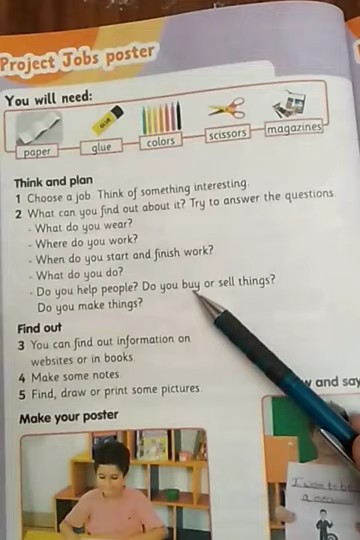 Project Jobs poster
You will need:
GLUE
paper
glue
colors
scissors
magazines
Think and plan
1 Choose a job. Think of something interesting.
2 What can you find out about it? Try to answer the questions.
- What do you wear?
- Where do you work?
- When do you start and finish work?
- What do you do?
- Do you help people? Do you buy or sell things?
Do you make things?
Find out
3 You can find out information on
websites or in books.
4 Make some notes.
5 Find, draw or print some pictures.
and say
Make your poster
I want to be